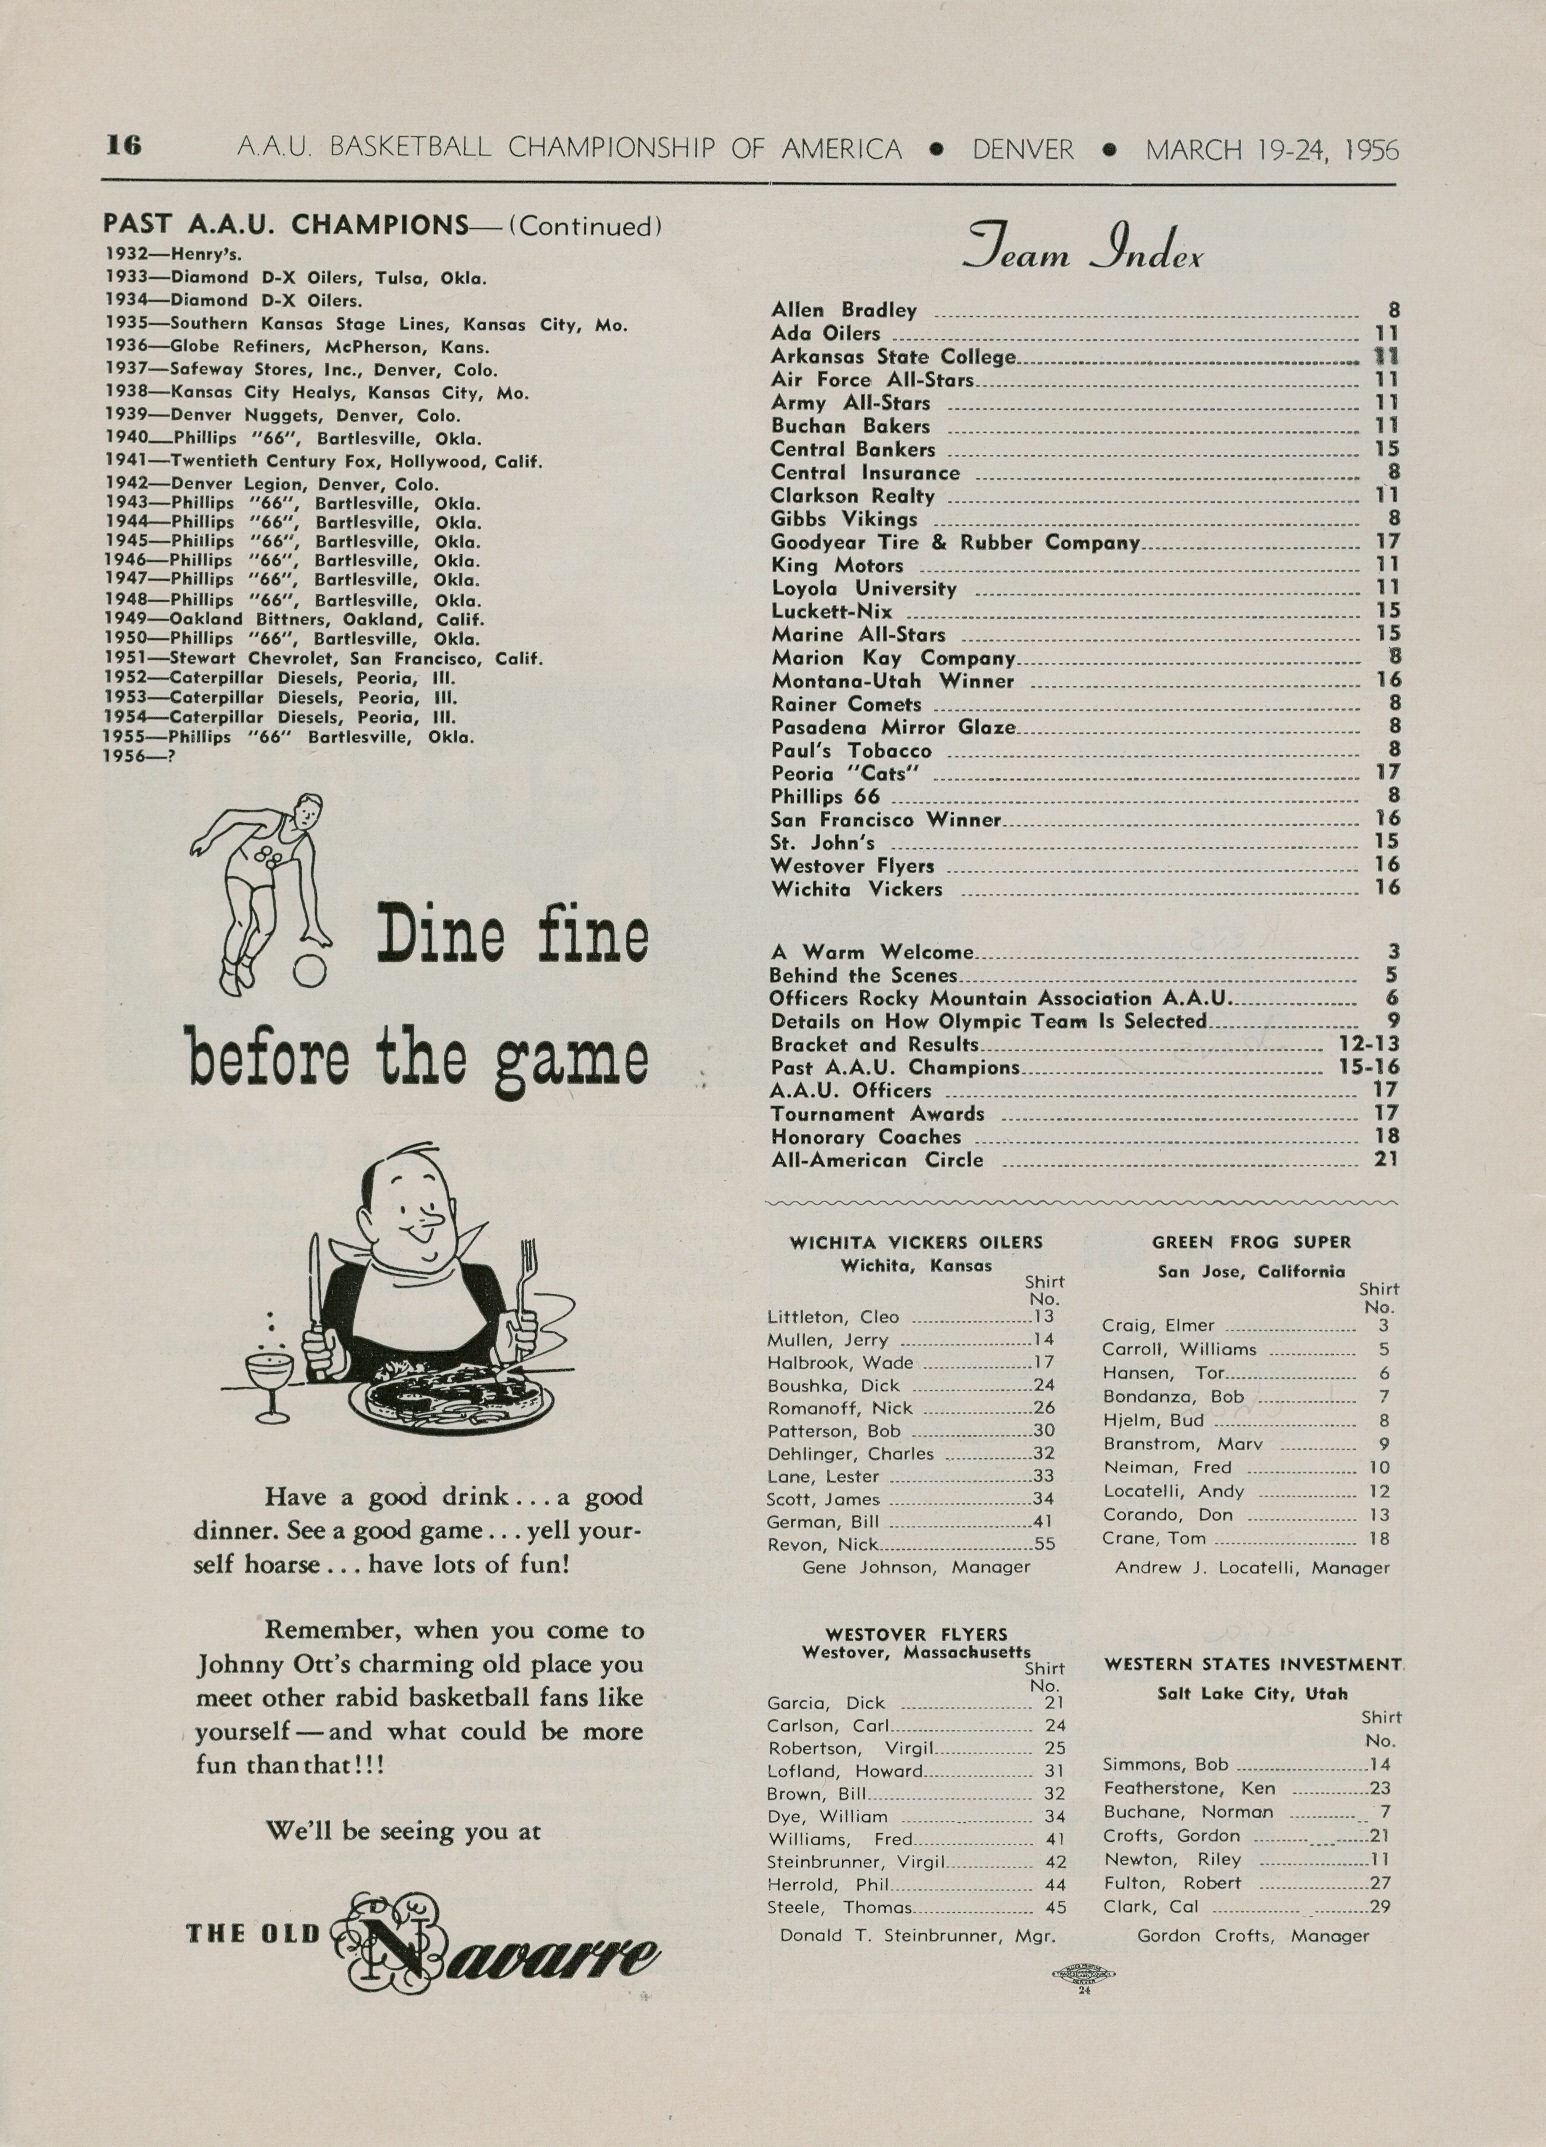 16 A.A.U. BASKETBALL CHAMPIONSHIP OF AMERICA ● DENVER ● MARCH 19-24, 1956
PAST A.A.U. CHAMPIONS—(Continued)
1932—Henry's.
1933—Diamond D-X Oilers, Tulsa, Okla.
1934—Diamond D-X Oilers.
1935—Southern Kansas Stage Lines, Kansas City, Mo.
1936—Globe Refiners, McPherson, Kans.
1937—Safeway Stores, Inc., Denver, Colo.
1938—Kansas City Healys, Kansas City, Mo.
1939—Denver Nuggets, Denver, Colo.
1940—Phillips "66", Bartlesville, Okla.
1941—Twentieth Century Fox, Hollywood, Calif.
1942—Denver Legion, Denver, Colo.
1943—Phillips "66", Bartlesville, Okla.
1944—Phillips "66", Bartlesville, Okla.
1945—Phillips "66", Bartlesville, Okla.
1946—Phillips "66", Bartlesville, Okla.
1947—Phillips "66", Bartlesville, Okla.
1948—Phillips "66", Bartlesville, Okla.
1949—Oakland Bittners, Oakland, Calif.
1950—Phillips "66", Bartlesville, Okla.
1951—Stewart Chevrolet, San Francisco, Calif.
1952—Caterpillar Diesels, Peoria, Ill.
1953—Caterpillar Diesels, Peoria, Ill.
1954—Caterpillar Diesels, Peoria, Ill.
1955—Phillips "66" Bartlesville, Okla.
1956—?
Dine fine
before the game
Have a good drink . . . a good
dinner. See a good game . . . yell your-
self hoarse . . . have lots of fun!
Remember, when you come to
Johnny Ott's charming old place you
meet other rabid basketball fans like
yourself—and what could be more
fun than that!!!
We'll be seeing you at
THE OLD Navarre
Team Index
Allen Bradley 8
Ada Oilers 11
Arkansas State College 11
Air Force All-Stars 11
Army All-Stars 11
Buchan Bakers 11
Central Bankers 15
Central Insurance 8
Clarkson Realty 11
Gibbs Vikings 8
Goodyear Tire & Rubber Company 17
King Motors 11
Loyola University 11
Luckett-Nix 15
Marine All-Stars 15
Marion Kay Company 8
Montana-Utah Winner 16
Rainer Comets 8
Pasadena Mirror Glaze 8
Paul's Tobacco 8
Peoria "Cats" 17
Phillips 66 8
San Francisco Winner 16
St. John's 15
Westover Flyers 16
Wichita Vickers 16
A Warm Welcome 3
Behind the Scenes 5
Officers Rocky Mountain Association A.A.U. 6
Details on How Olympic Team Is Selected 9
Bracket and Results 12-13
Past A.A.U. Champions 15-16
A.A.U. Officers 17
Tournament Awards 17
Honorary Coaches 18
All-American Circle 21
WICHITA VICKERS OILERS
Wichita, Kansas
Shirt
No.
Littleton, Cleo 13
Mullen, Jerry 14
Halbrook, Wade 17
Boushka, Dick 24
Romanoff, Nick 26
Patterson, Bob 30
Dehlinger, Charles 32
Lane, Lester 33
Scott, James 34
German, Bill 41
Revon, Nick 55
Gene Johnson, Manager
GREEN FROG SUPER
San Jose, California
Shirt
No.
Craig, Elmer 3
Carroll, Williams 5
Hansen, Tor 6
Bondanza, Bob 7
Hjelm, Bud 8
Branstrom, Marv 9
Neiman, Fred 10
Locatelli, Andy 12
Corando, Don 13
Crane, Tom 18
Andrew J. Locatelli, Manager
WESTOVER FLYERS
Westover, Massachusetts
Shirt
No.
Garcia, Dick 21
Carlson, Carl 24
Robertson, Virgil 25
Lofland, Howard 31
Brown, Bill 32
Dye, William 34
Williams, Fred 41
Steinbrunner, Virgil 42
Herrold, Phil 44
Steele, Thomas 45
Donald T. Steinbrunner, Mgr.
WESTERN STATES INVESTMENT
Salt Lake City, Utah
Shirt
No.
Simmons, Bob 14
Featherstone, Ken 23
Buchane, Norman 7
Crofts, Gordon 21
Newton, Riley 11
Fulton, Robert 27
Clark, Cal 29
Gordon Crofts, Manager
24